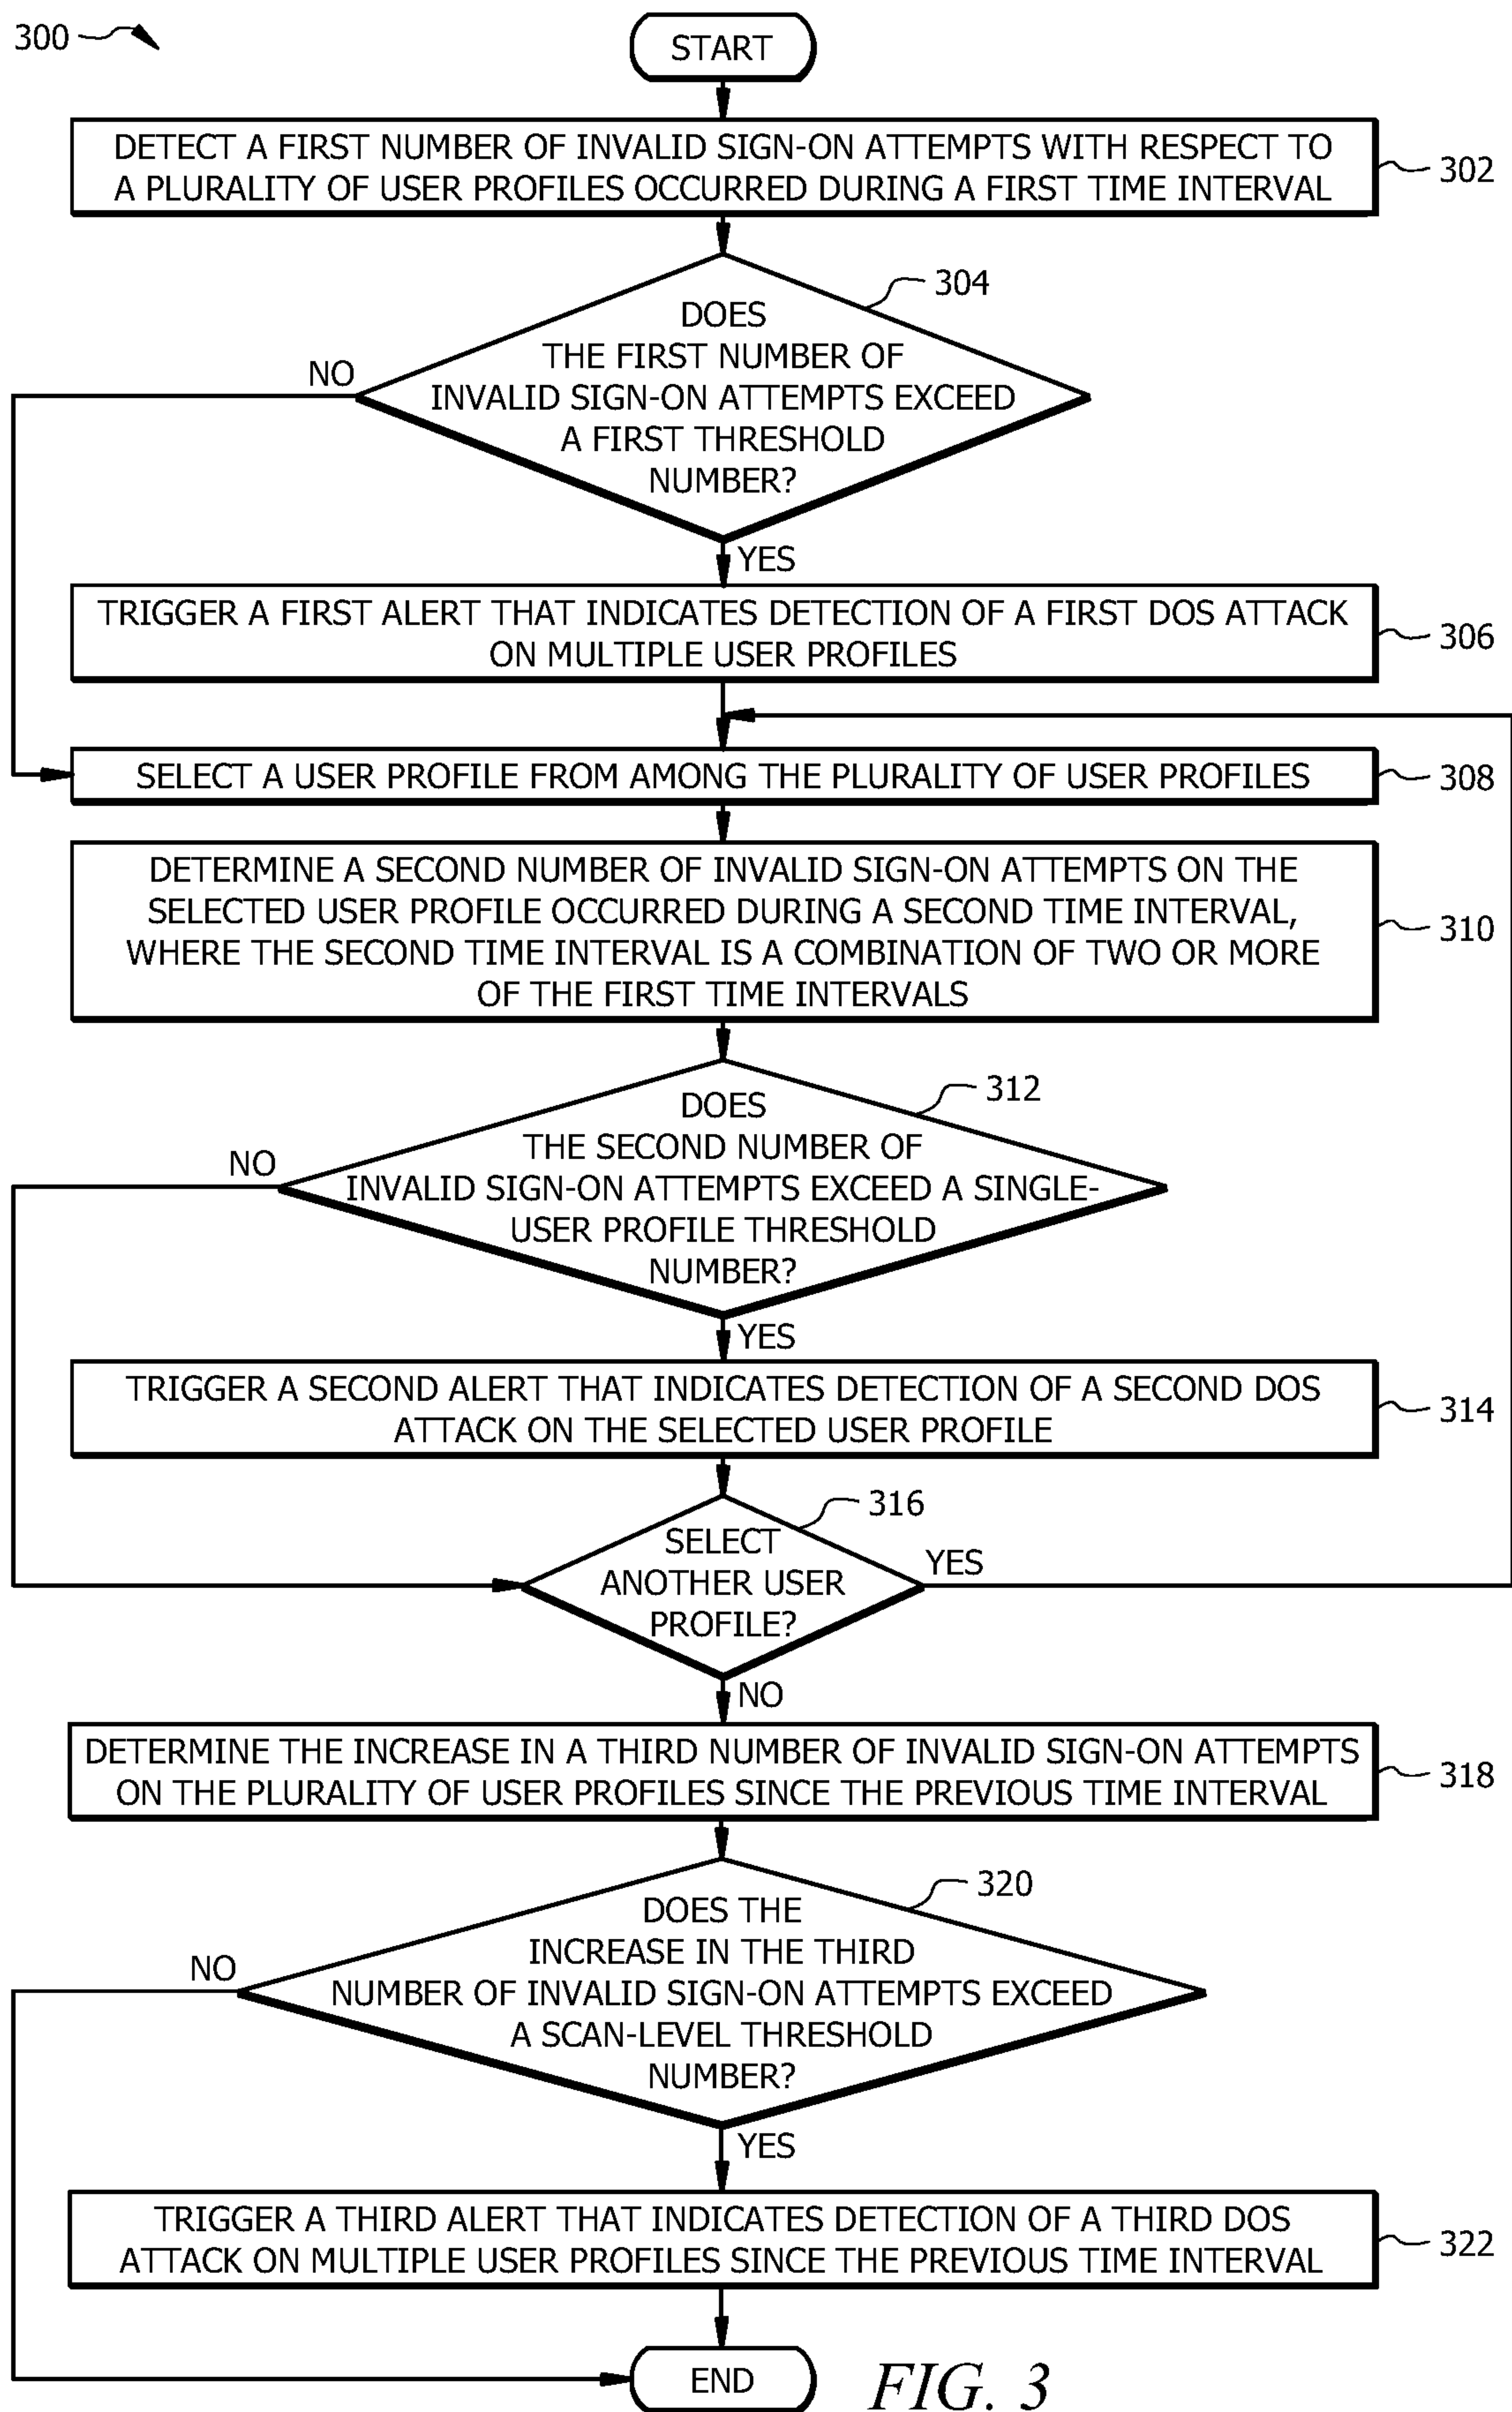 300
START
DETECT A FIRST NUMBER OF INVALID SIGN-ON ATTEMPTS WITH RESPECT TO
A PLURALITY OF USER PROFILES OCCURRED DURING A FIRST TIME INTERVAL
302
304
DOES
THE FIRST NUMBER OF
INVALID SIGN-ON ATTEMPTS EXCEED
A FIRST THRESHOLD
NUMBER?
NO
YES
TRIGGER A FIRST ALERT THAT INDICATES DETECTION OF A FIRST DOS ATTACK
ON MULTIPLE USER PROFILES
306
SELECT A USER PROFILE FROM AMONG THE PLURALITY OF USER PROFILES
308
DETERMINE A SECOND NUMBER OF INVALID SIGN-ON ATTEMPTS ON THE
SELECTED USER PROFILE OCCURRED DURING A SECOND TIME INTERVAL,
WHERE THE SECOND TIME INTERVAL IS A COMBINATION OF TWO OR MORE
OF THE FIRST TIME INTERVALS
310
312
DOES
THE SECOND NUMBER OF
INVALID SIGN-ON ATTEMPTS EXCEED A SINGLE-
USER PROFILE THRESHOLD
NUMBER?
NO
YES
TRIGGER A SECOND ALERT THAT INDICATES DETECTION OF A SECOND DOS
ATTACK ON THE SELECTED USER PROFILE
314
316
SELECT
ANOTHER USER
PROFILE?
YES
NO
DETERMINE THE INCREASE IN A THIRD NUMBER OF INVALID SIGN-ON ATTEMPTS
ON THE PLURALITY OF USER PROFILES SINCE THE PREVIOUS TIME INTERVAL
318
320
DOES THE
INCREASE IN THE THIRD
NUMBER OF INVALID SIGN-ON ATTEMPTS EXCEED
A SCAN-LEVEL THRESHOLD
NUMBER?
NO
YES
TRIGGER A THIRD ALERT THAT INDICATES DETECTION OF A THIRD DOS
ATTACK ON MULTIPLE USER PROFILES SINCE THE PREVIOUS TIME INTERVAL
322
END
FIG. 3